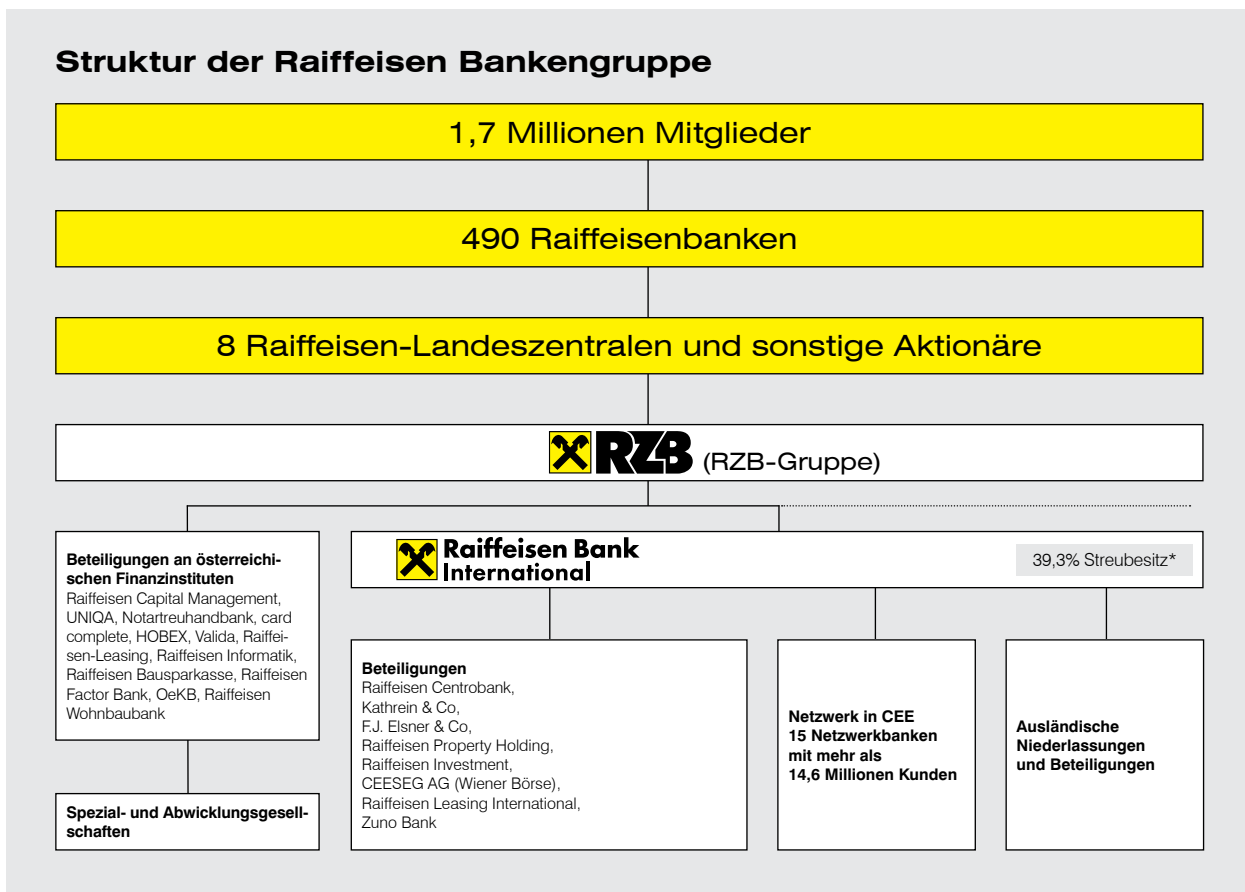 Struktur der Raiffeisen Bankengruppe
1,7 Millionen Mitglieder
490 Raiffeisenbanken
8 Raiffeisen-Landeszentralen und sonstige Aktionäre
RZB (RZB-Gruppe)
Beteiligungen an österreichi-
schen Finanzinstituten
Raiffeisen Capital Management,
UNIQA, Notartreuhandbank, card
complete, HOBEX, Valida, Raiffei-
sen-Leasing, Raiffeisen Informatik,
Raiffeisen Bausparkasse, Raiffeisen
Factor Bank, OeKB, Raiffeisen
Wohnbaubank
Spezial- und Abwicklungsgesell-
schaften
Raiffeisen Bank
International
39,3% Streubesitz*
Beteiligungen
Raiffeisen Centrobank,
Kathrein & Co,
F.J. Elsner & Co,
Raiffeisen Property Holding,
Raiffeisen Investment,
CEESEG AG (Wiener Börse),
Raiffeisen Leasing International,
Zuno Bank
Netzwerk in CEE
15 Netzwerkbanken
mit mehr als
14,6 Millionen Kunden
Ausländische
Niederlassungen
und Beteiligungen